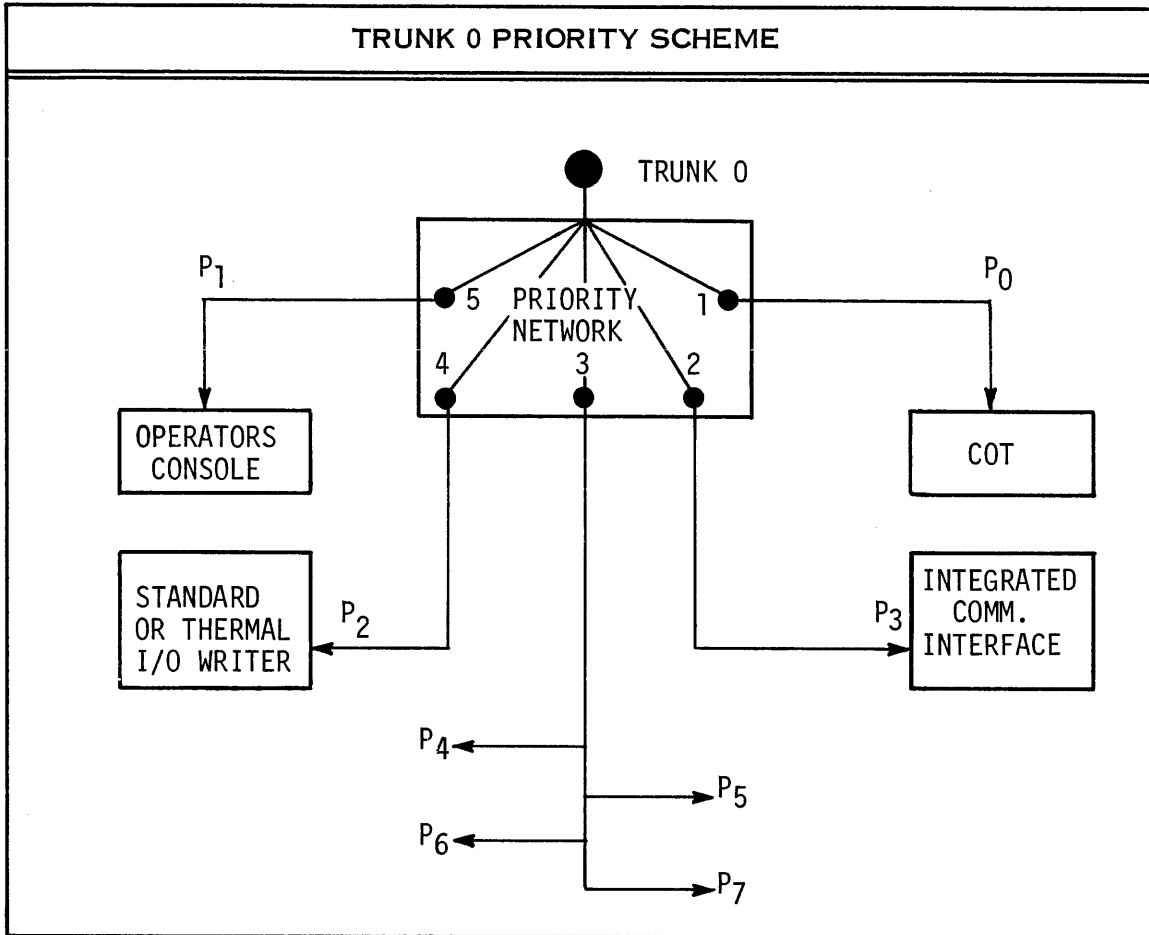 TRUNK 0 PRIORITY SCHEME
TRUNK 0
P1
5
PRIORITY
NETWORK
1
P0
4
3
2
OPERATORS
CONSOLE
COT
STANDARD
OR THERMAL
I/O WRITER
P2
P3
INTEGRATED
COMM.
INTERFACE
P4
P5
P6
P7